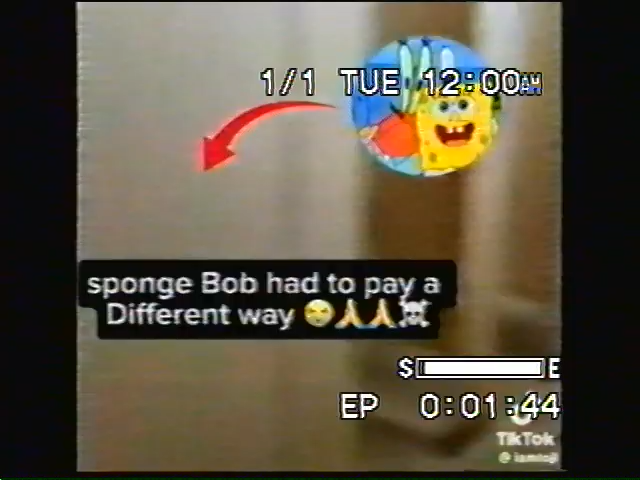 1/1 TUE 12:00AM
sponge Bob had to pay a
Different way 😂🙏🙏☠️
S E
EP 0:01:44
TikTok